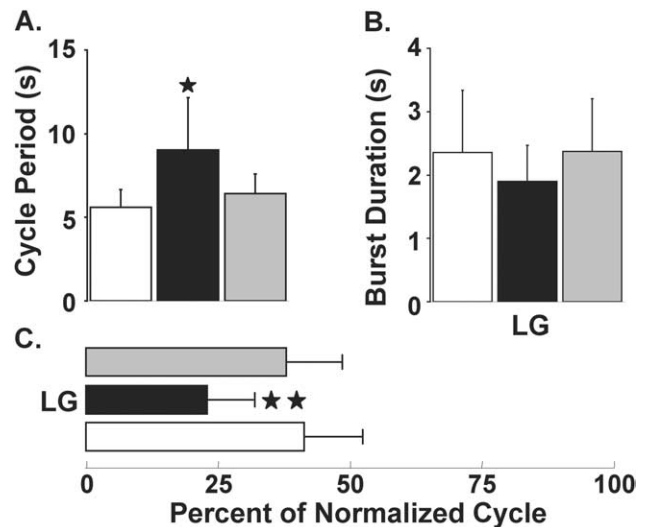 A.
Cycle Period (s)
15
10
5
0
★
B.
Burst Duration (s)
4
3
2
1
0
LG
C.
LG
★★
0 25 50 75 100
Percent of Normalized Cycle